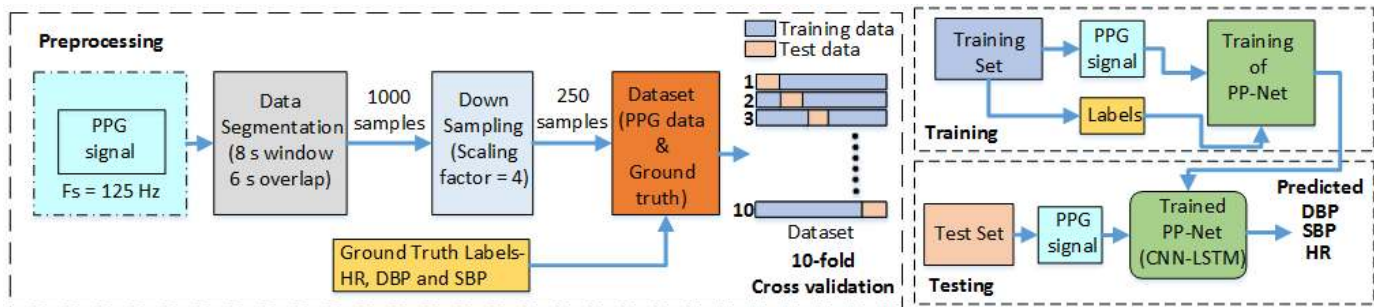 Preprocessing
PPG
signal
Fs = 125 Hz
Data
Segmentation
(8 s window
6 s overlap)
1000
samples
Down
Sampling
(Scaling
factor = 4)
250
samples
Dataset
(PPG data
&
Ground
truth)
Ground Truth Labels-
HR, DBP and SBP
Training data
Test data
1
2
3
10
Dataset
10-fold
Cross validation
Training
Set
PPG
signal
Labels
Training
of
PP-Net
Training
Test Set
PPG
signal
Trained
PP-Net
(CNN-LSTM)
Predicted
DBP
SBP
HR
Testing